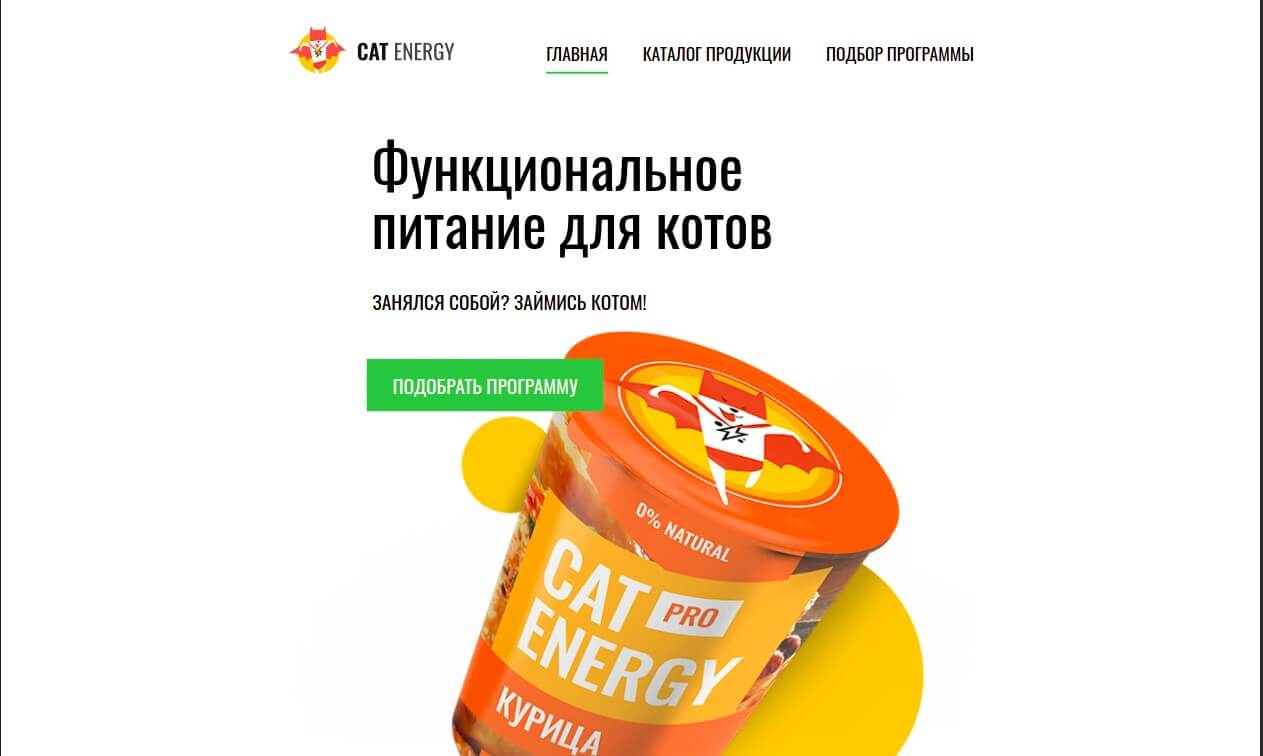 CAT ENERGY
ГЛАВНАЯ
КАТАЛОГ ПРОДУКЦИИ
ПОДБОР ПРОГРАММЫ
Функциональное
питание для котов
ЗАНЯЛСЯ СОБОЙ? ЗАЙМИСЬ КОТОМ!
ПОДОБРАТЬ ПРОГРАММУ
0% NATURAL
CAT PRO
ENERGY
КУРИЦА